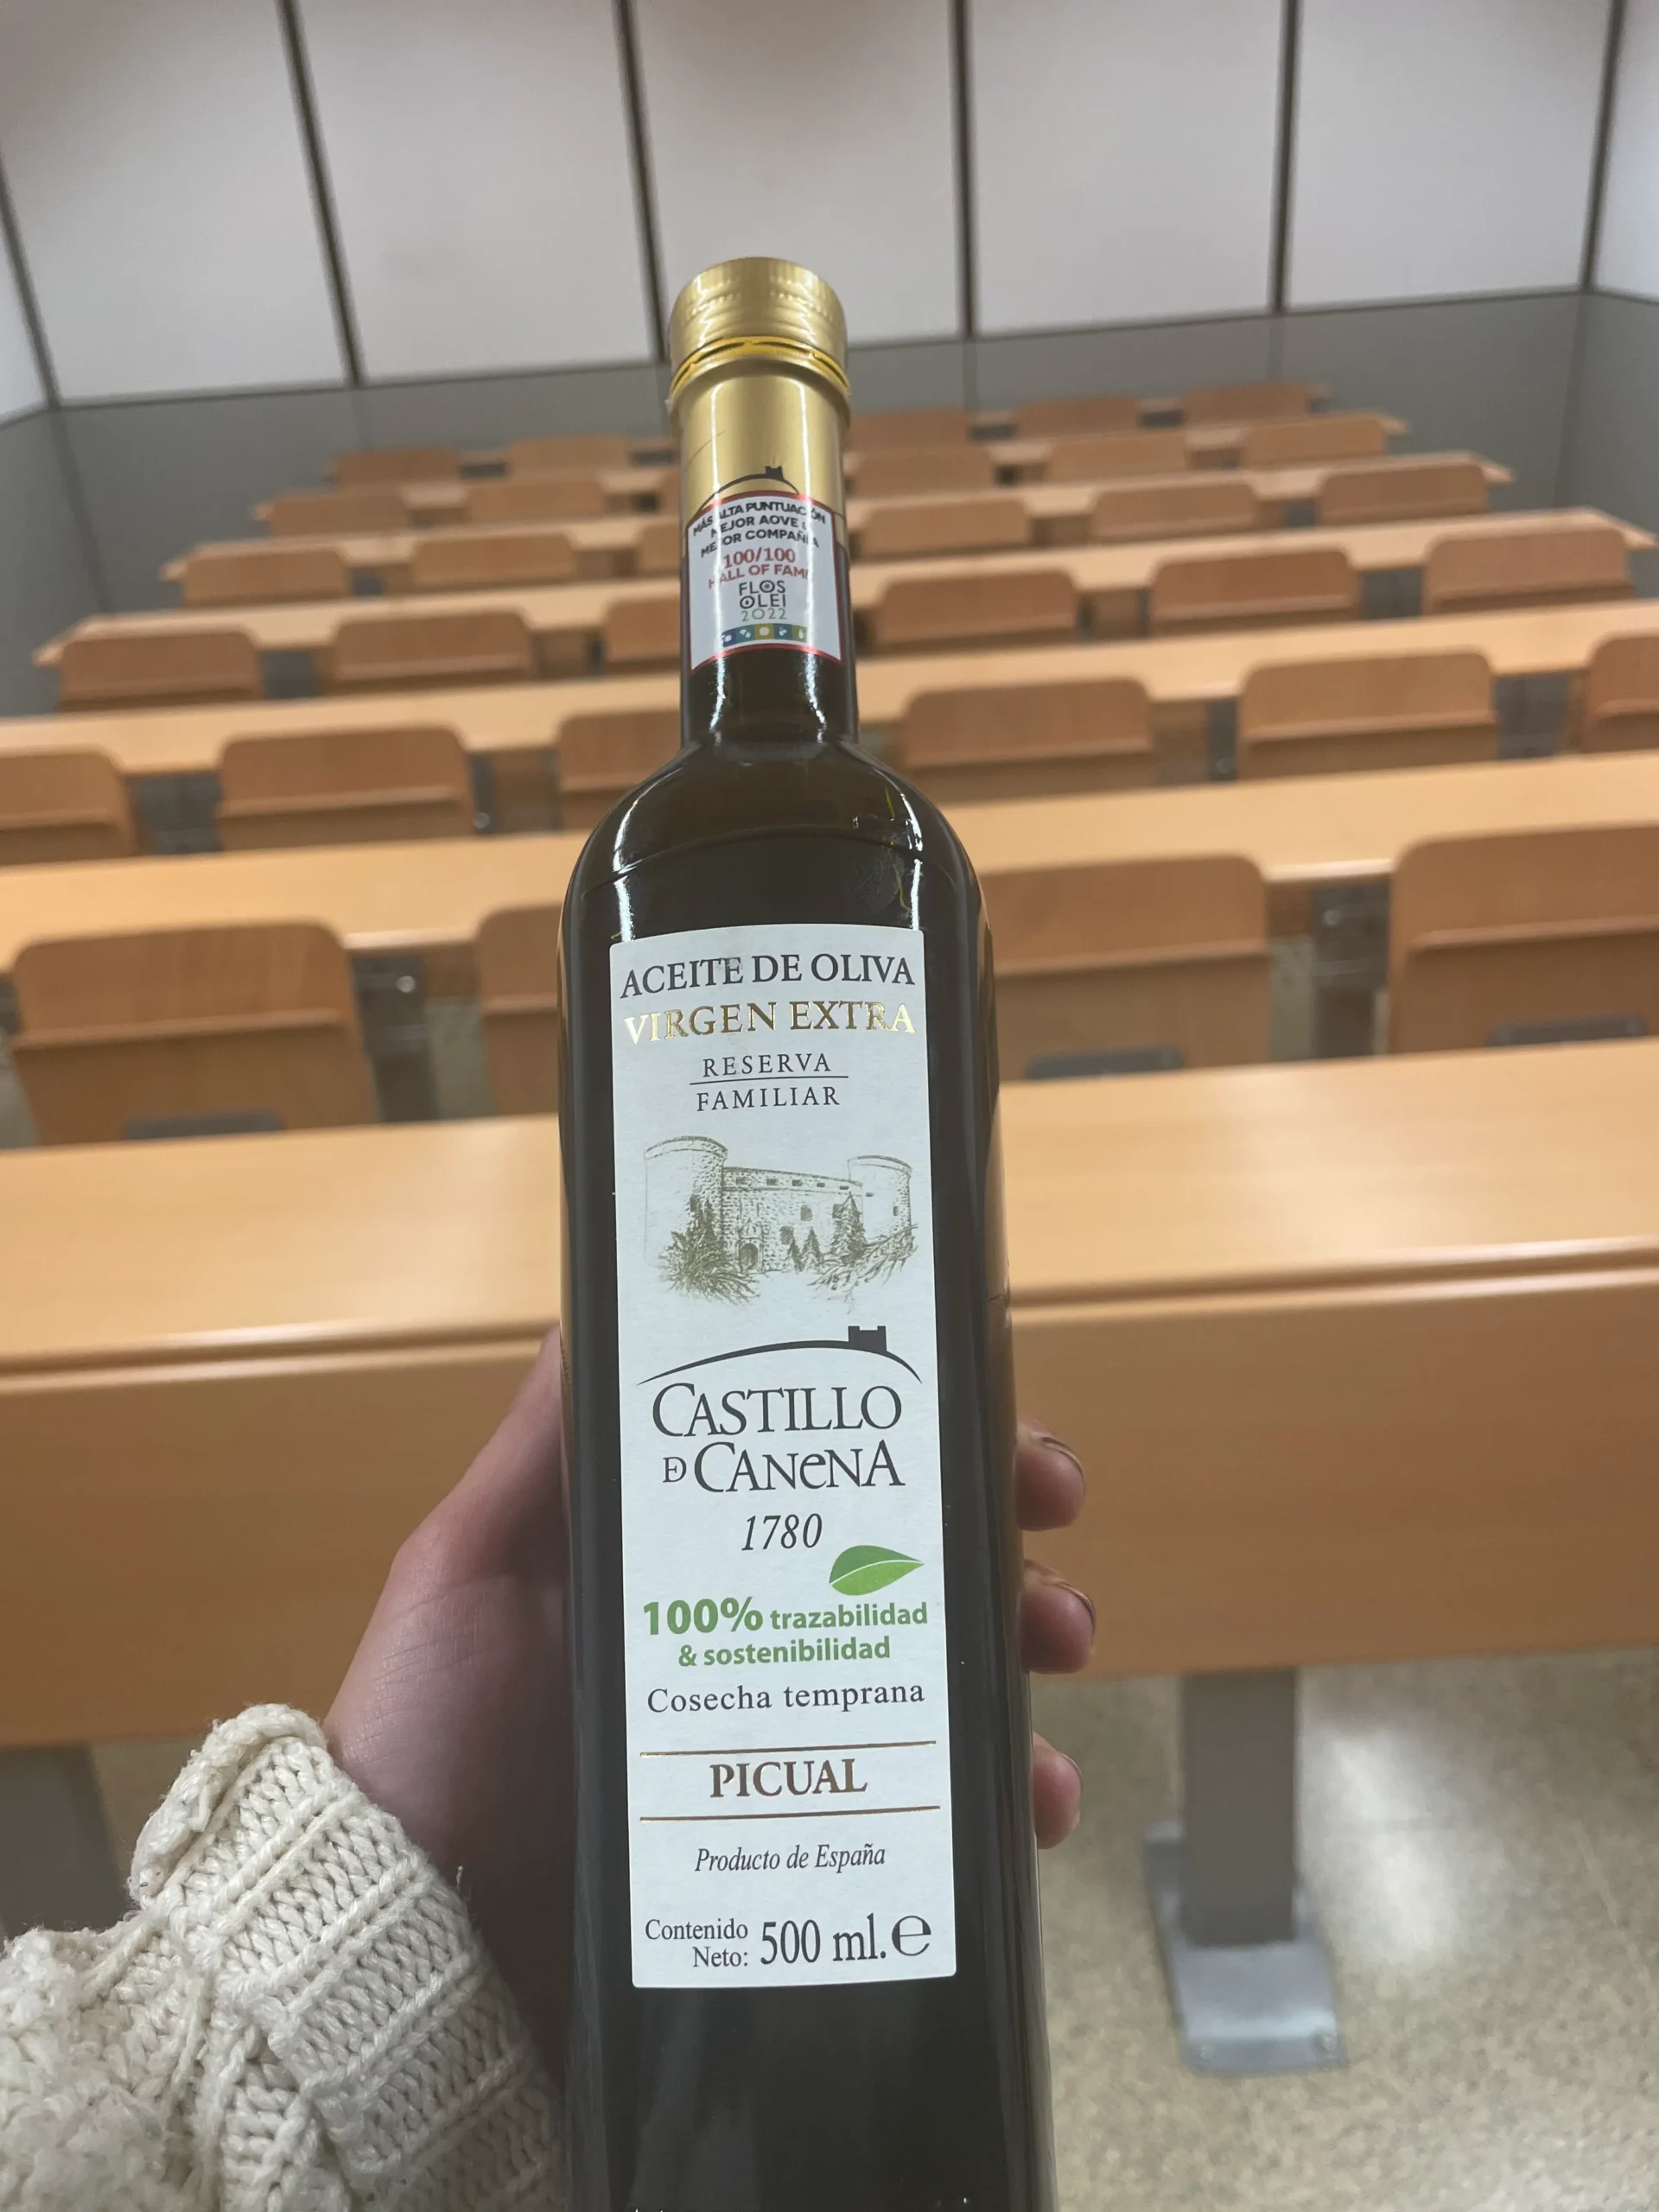 MÁS ALTA PUNTUACIÓN
MEJOR AOVE
MEJOR COMPAÑÍA
100/100
HALL OF FAME
FLOS
OLEI
2022
ACEITE DE OLIVA
VIRGEN EXTRA
RESERVA
FAMILIAR
CASTILLO
DE CANeNA
1780
100% trazabilidad
& sostenibilidad
Cosecha temprana
PICUAL
Producto de España
Contenido
Neto: 500 ml. e